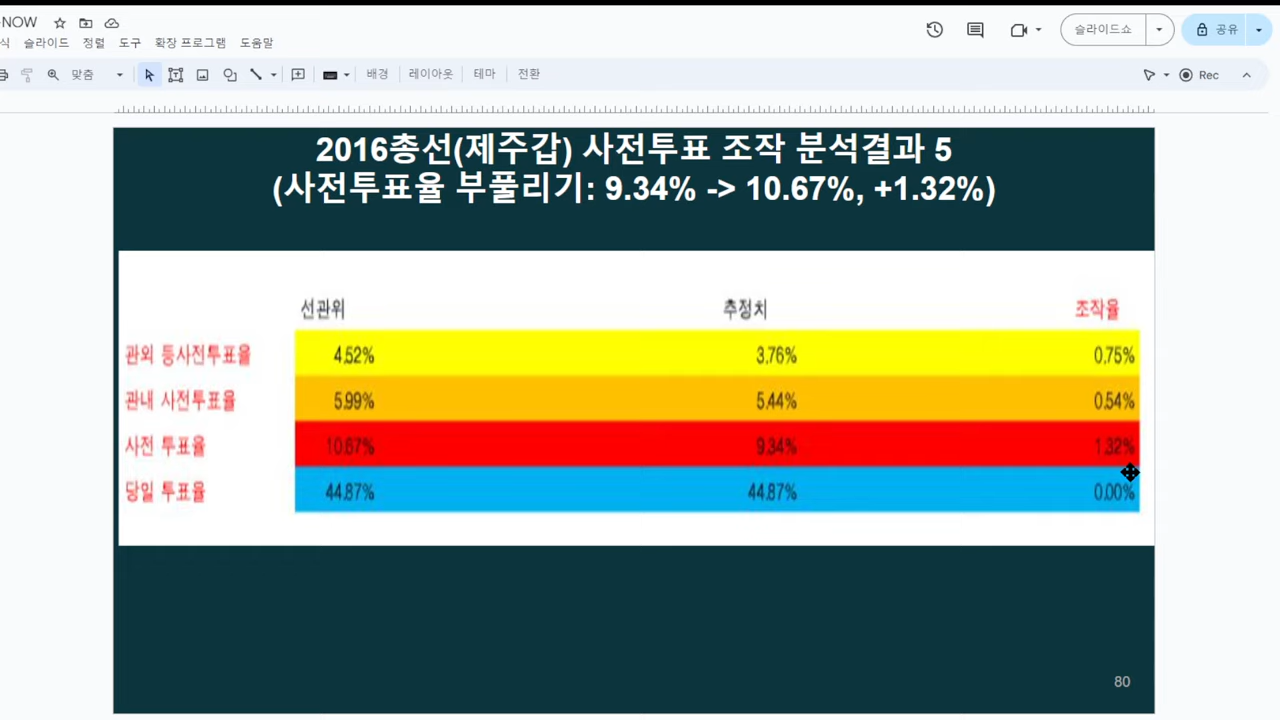 -NOW
식 슬라이드 정렬 도구 확장 프로그램 도움말
슬라이드쇼
공유
맞춤
배경 레이아웃 테마 전환
Rec
2016총선(제주갑) 사전투표 조작 분석결과 5
(사전투표율 부풀리기: 9.34% -> 10.67%, +1.32%)
선관위 추정치 조작율
관외 등사전투표율 4.52% 3.76% 0.75%
관내 사전투표율 5.99% 5.44% 0.54%
사전 투표율 10.67% 9.34% 1.32%
당일 투표율 44.87% 44.87% 0.00%
80